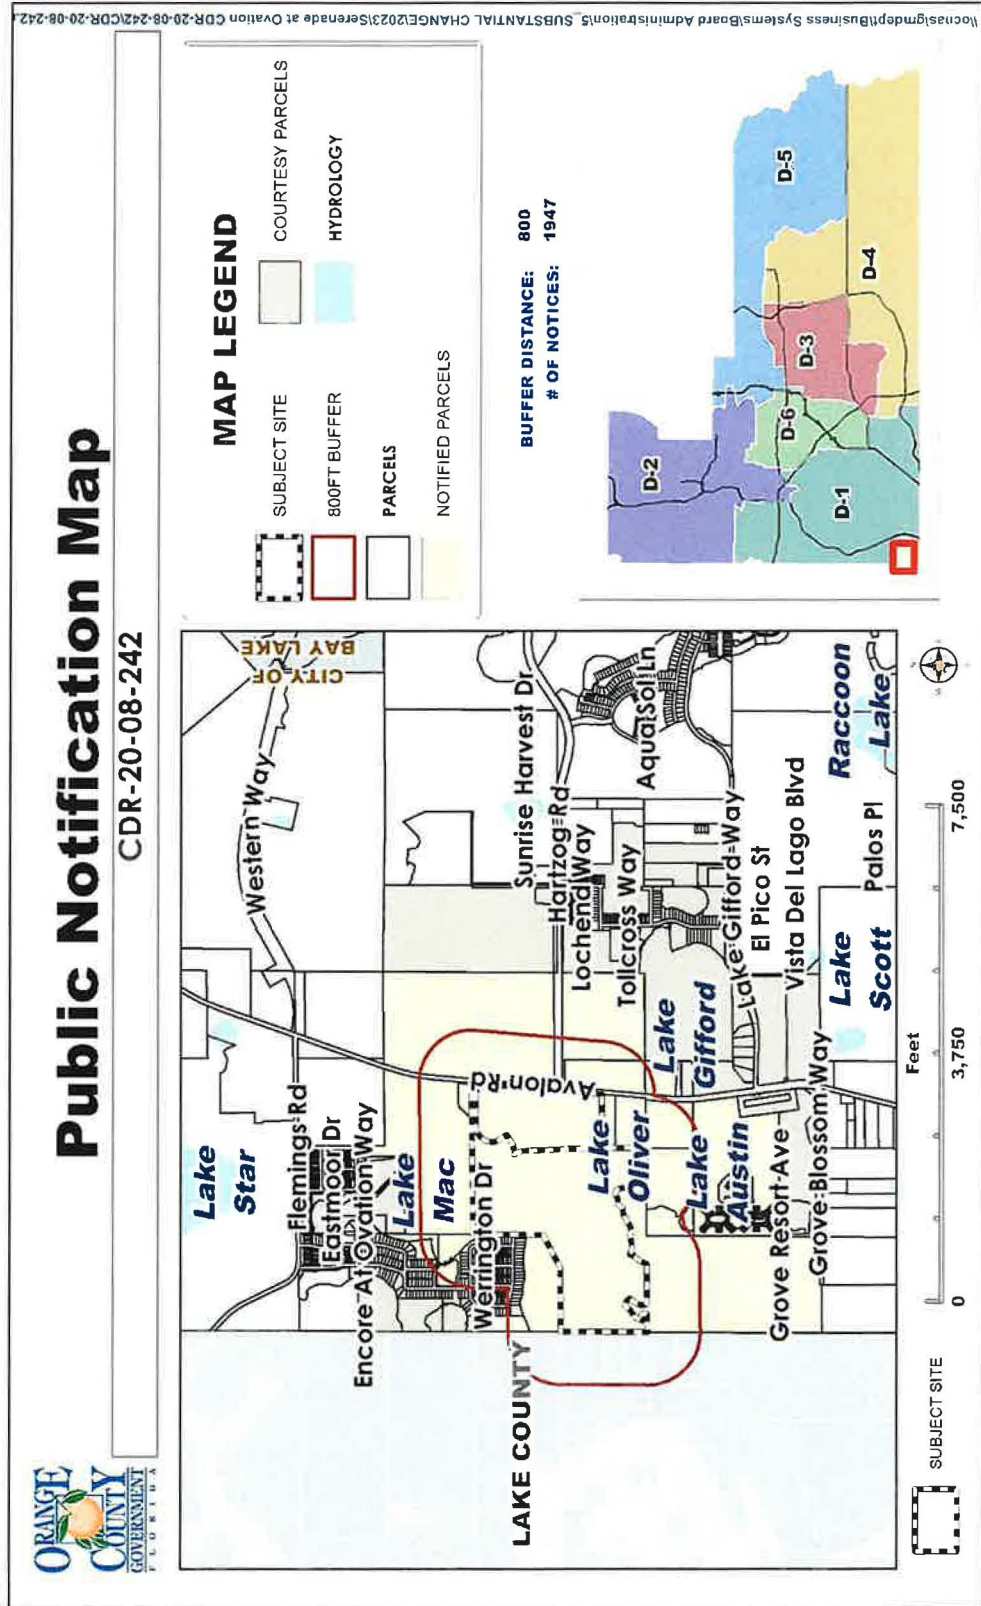 ORANGE
COUNTY
GOVERNMENT
FLORIDA
Public Notification Map
CDR-20-08-242
Lake
Star
Flemings Rd
Western Way
CITY OF
BAY LAKE
Eastmoor Dr
Encore At Ovation Way
Lake
Mac
Werrington Dr
Avalon Rd
Sunrise Harvest Dr
Hartzog Rd
LAKE COUNTY
Lochend Way
Tollcross Way
Aqua Sol Ln
Lake
Oliver
Lake
Gifford
Lake
Austin
Lake Gifford Way
El Pico St
Vista Del Lago Blvd
Grove Resort Ave
Grove Blossom Way
Lake
Scott
Palos Pl
Raccoon
Lake
SUBJECT SITE
Feet
0 3,750 7,500
MAP LEGEND
SUBJECT SITE
COURTESY PARCELS
800FT BUFFER
HYDROLOGY
PARCELS
NOTIFIED PARCELS
BUFFER DISTANCE: 800
# OF NOTICES: 1947
D-2
D-5
D-6
D-3
D-1
D-4